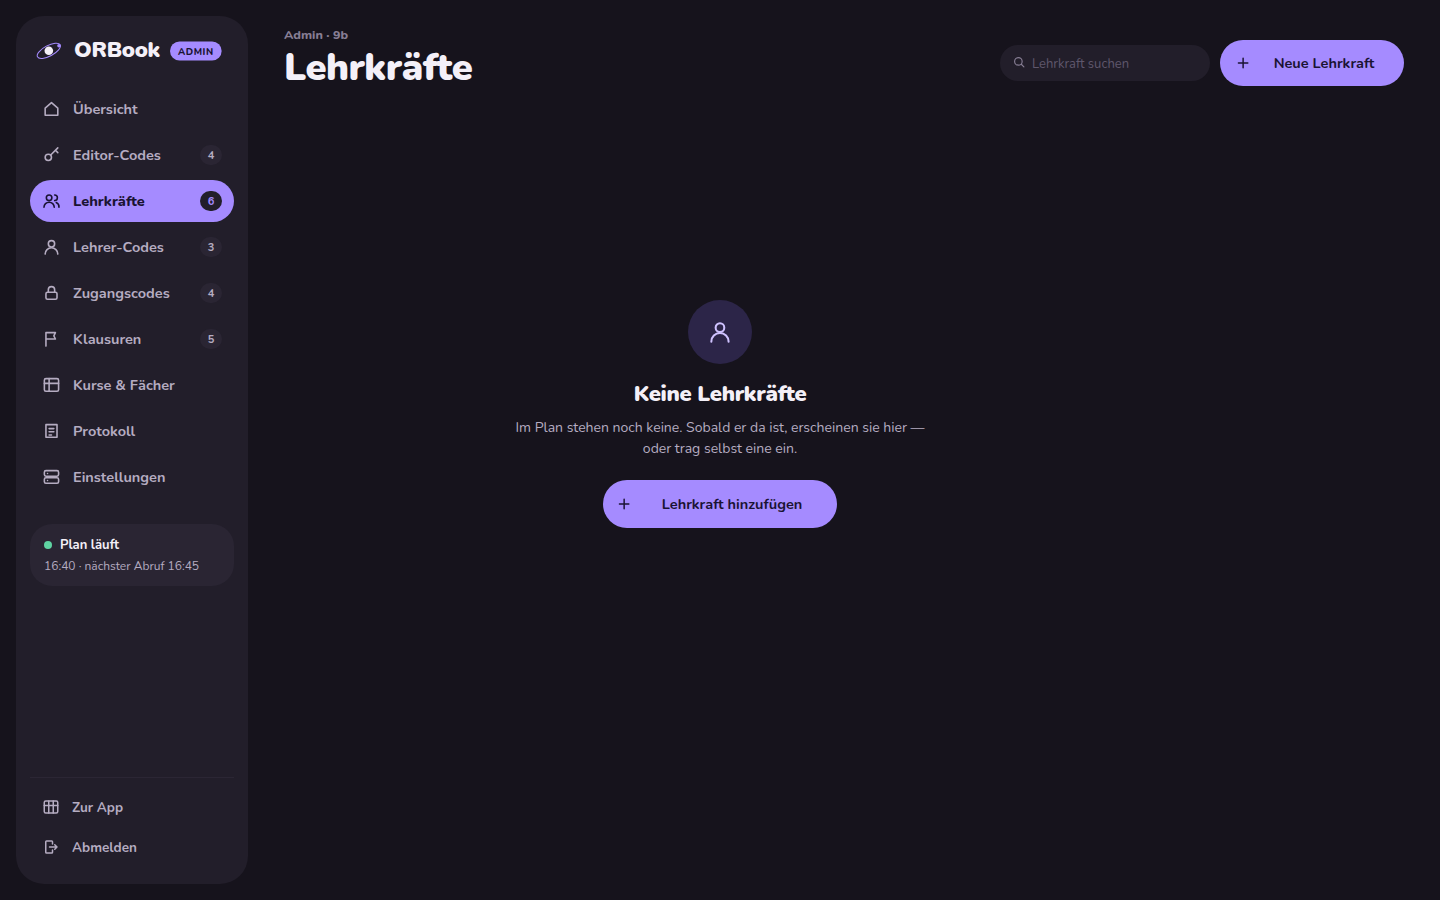 ORBook ADMIN
Übersicht
Editor-Codes 4
Lehrkräfte 6
Lehrer-Codes 3
Zugangscodes 4
Klausuren 5
Kurse & Fächer
Protokoll
Einstellungen
Plan läuft
16:40 · nächster Abruf 16:45
Zur App
Abmelden
Admin · 9b
Lehrkräfte
Lehrkraft suchen
Neue Lehrkraft
Keine Lehrkräfte
Im Plan stehen noch keine. Sobald er da ist, erscheinen sie hier —
oder trag selbst eine ein.
Lehrkraft hinzufügen